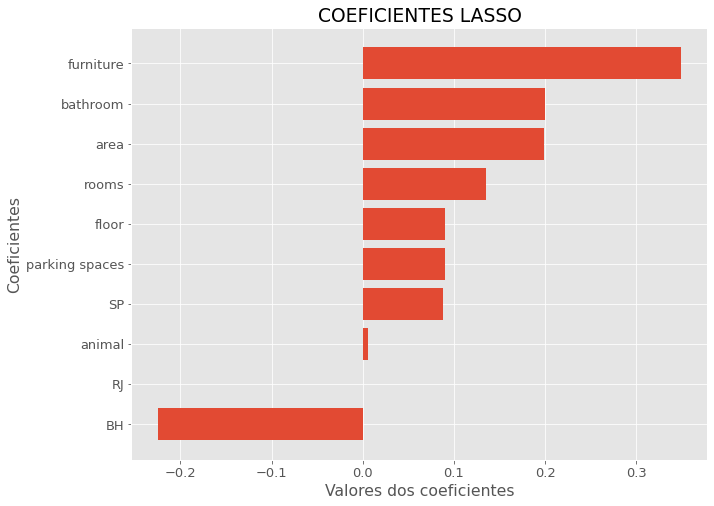 COEFICIENTES LASSO
Coeficientes
furniture
bathroom
area
rooms
floor
parking spaces
SP
animal
RJ
BH
−0.2 −0.1 0.0 0.1 0.2 0.3
Valores dos coeficientes